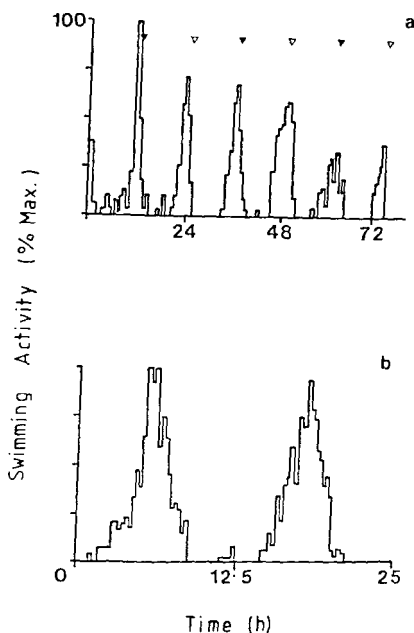 a
100
24 48 72
Swimming Activity (% Max.)
b
0 12·5 25
Time (h)